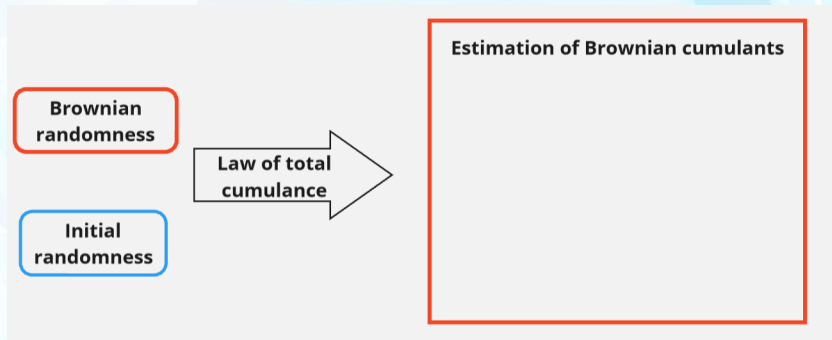 Estimation of Brownian cumulants
Brownian
randomness
Law of total
cumulance
Initial
randomness